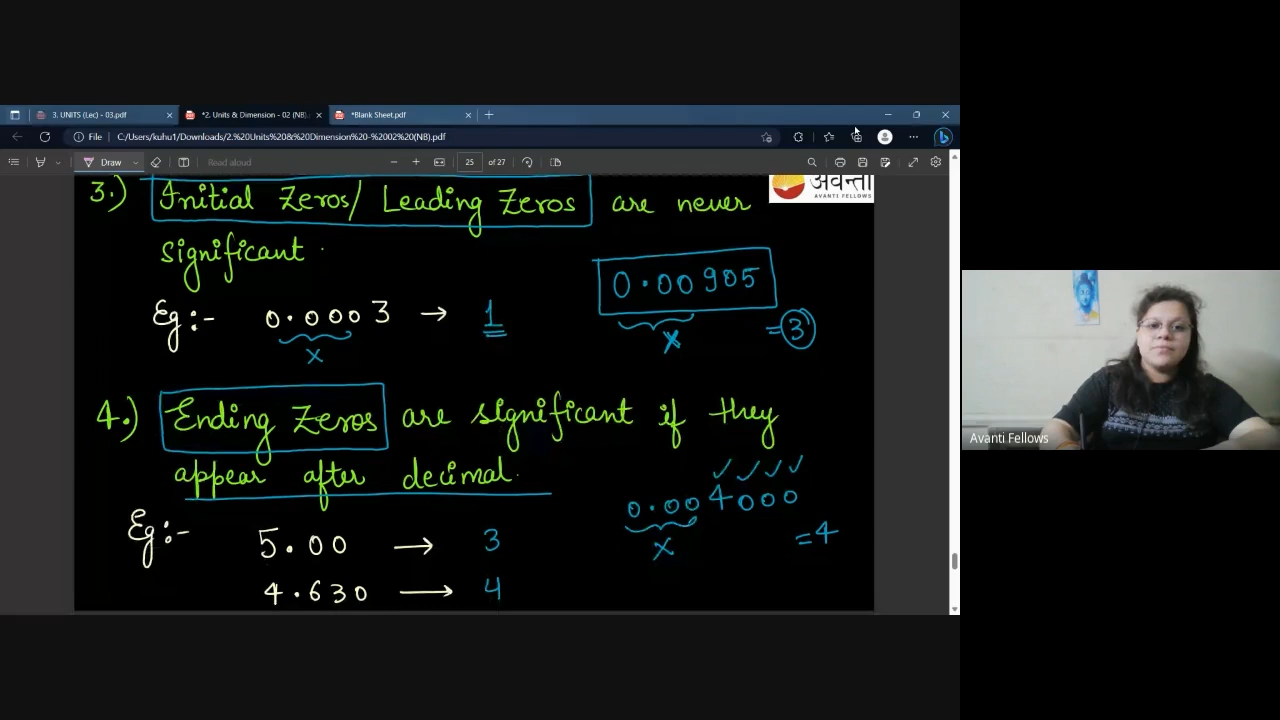 3. UNITS (Lec) - 03.pdf
*2. Units & Dimension - 02 (NB).
*Blank Sheet.pdf
File
C:/Users/kuhu1/Downloads/2.%20Units%20&%20Dimension%20-%2002%20(NB).pdf
Draw
Read aloud
25 of 27
3.) Initial Zeros/ Leading Zeros are never
अवन्ती
AVANTI FELLOWS
significant.
0.00905
x
=3
Eg:- 0.0003 → 1
x
4.) Ending Zeros are significant if they
appear after decimal.
✓ ✓ ✓ ✓
0.004000
x
=4
Eg:- 5.00 → 3
4.630 → 4
Avanti Fellows